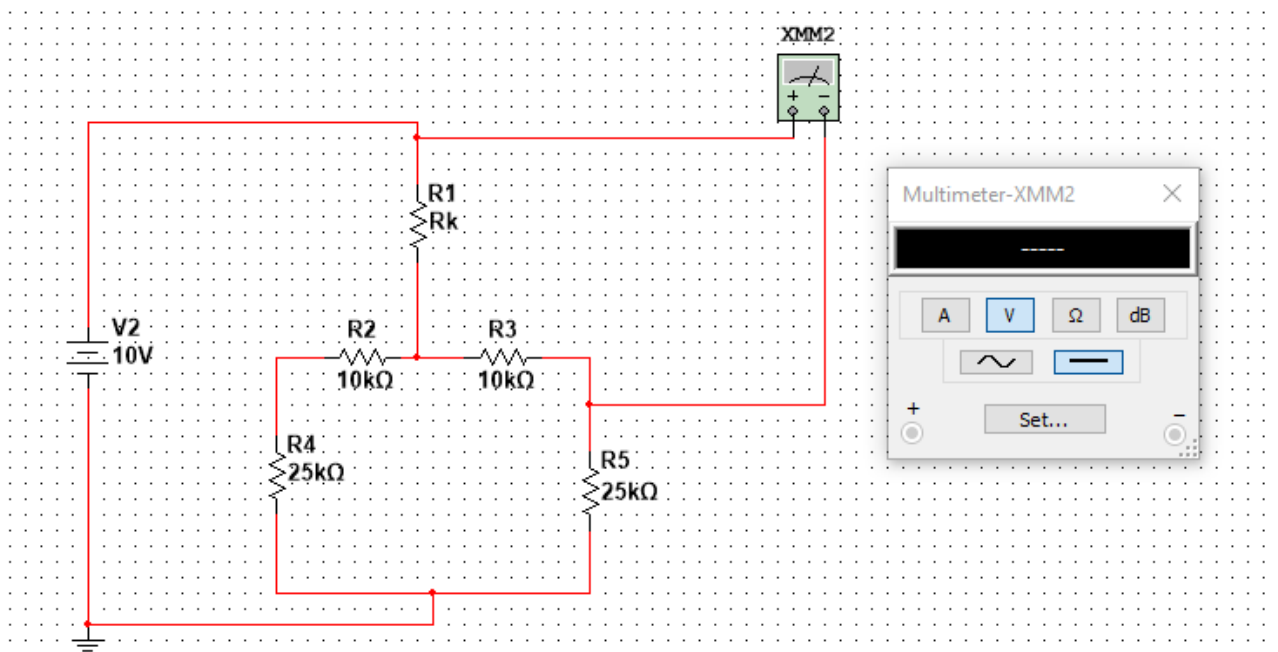 XMM2
+ −
R1
Rk
Multimeter-XMM2
-----
A V Ω dB
Set...
+ −
V2
10V
R2
10kΩ
R3
10kΩ
R4
25kΩ
R5
25kΩ